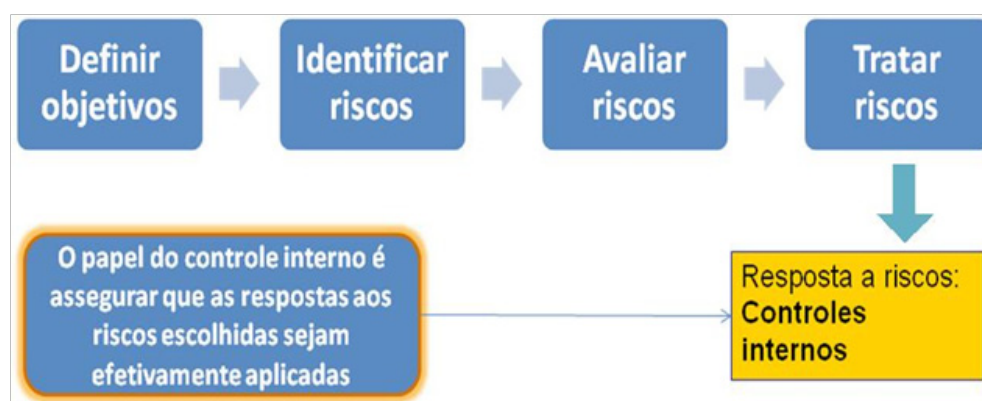 Definir
objetivos
Identificar
riscos
Avaliar
riscos
Tratar
riscos
O papel do controle interno é
assegurar que as respostas aos
riscos escolhidas sejam
efetivamente aplicadas
Resposta a riscos:
Controles
internos